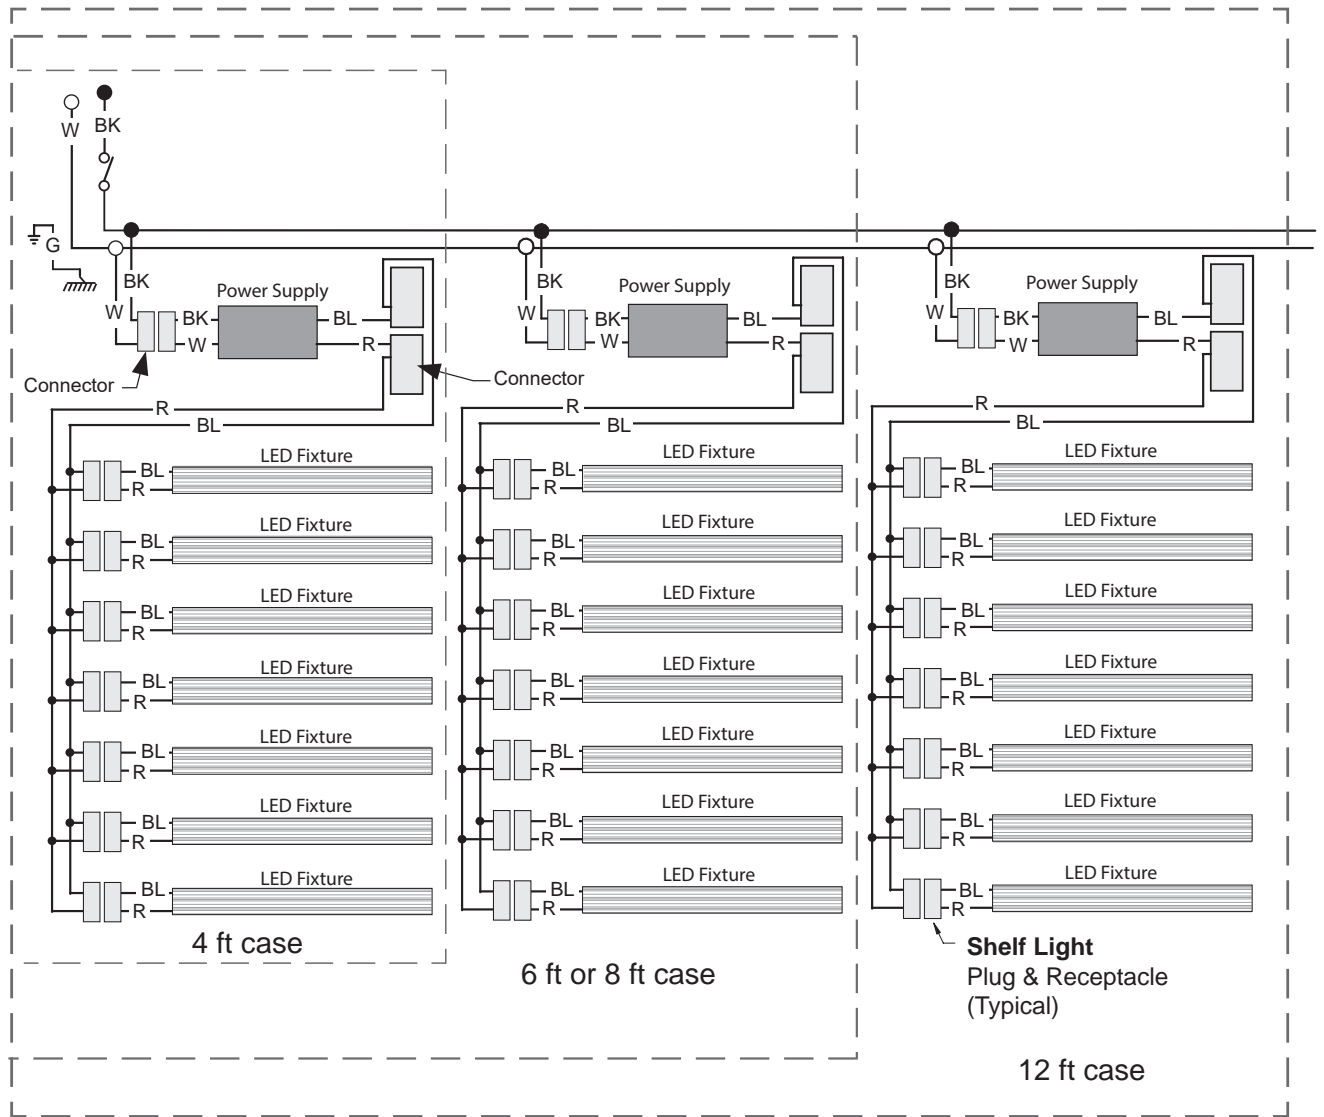 W
BK
G
BK
W
Power Supply
BK
W
BL
R
Connector
Connector
R
BL
LED Fixture
BL
R
LED Fixture
BL
R
LED Fixture
BL
R
LED Fixture
BL
R
LED Fixture
BL
R
LED Fixture
BL
R
LED Fixture
BL
R
4 ft case
BK
W
Power Supply
BK
W
BL
R
R
BL
LED Fixture
BL
R
LED Fixture
BL
R
LED Fixture
BL
R
LED Fixture
BL
R
LED Fixture
BL
R
LED Fixture
BL
R
LED Fixture
BL
R
6 ft or 8 ft case
BK
W
Power Supply
BK
W
BL
R
R
BL
LED Fixture
BL
R
LED Fixture
BL
R
LED Fixture
BL
R
LED Fixture
BL
R
LED Fixture
BL
R
LED Fixture
BL
R
LED Fixture
BL
R
Shelf Light
Plug & Receptacle
(Typical)
12 ft case